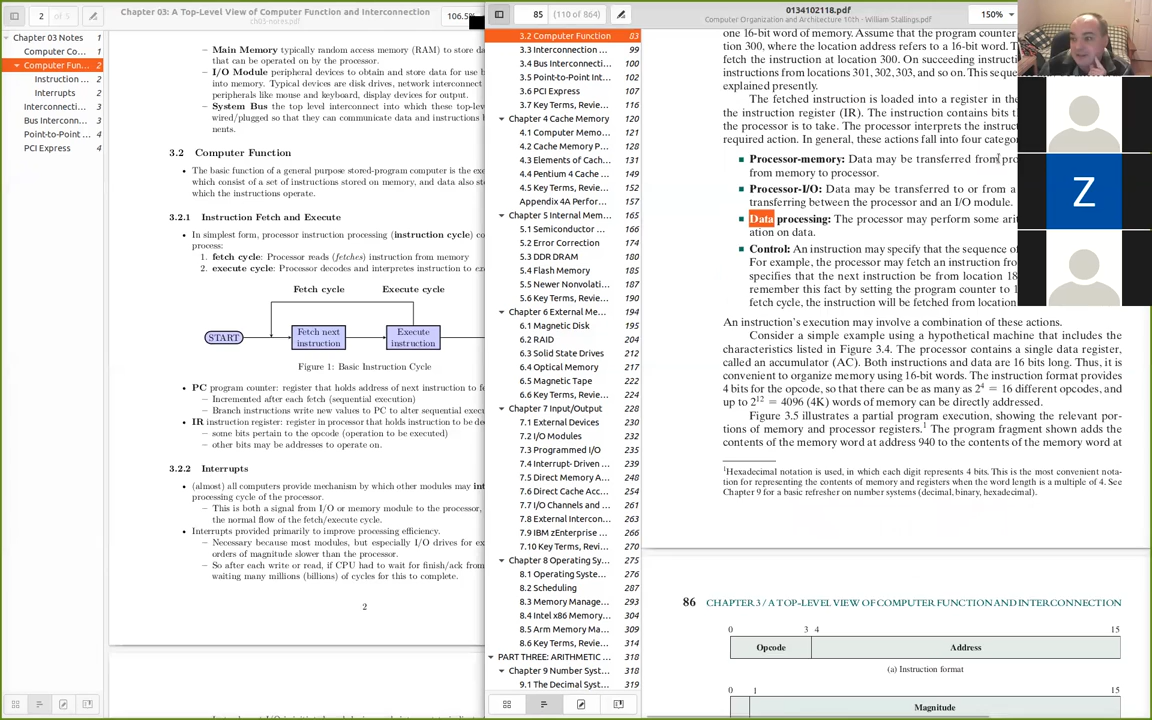 2 of 5
Chapter 03: A Top-Level View of Computer Function and Interconnection
ch03-notes.pdf
106.5%
Chapter 03 Notes 1
Computer Co... 1
Computer Fun... 2
Instruction ... 2
Interrupts 2
Interconnecti... 3
Bus Interconn... 3
Point-to-Point ... 4
PCI Express 4
– Main Memory typically random access memory (RAM) to store da
that can be operated on by the processor.
– I/O Module peripheral devices to obtain and store data for use b
into memory. Typical devices are disk drives, network interconnect
peripherals like mouse and keyboard, display devices for output.
– System Bus the top level interconnect into which these top-lev
wired/plugged so that they can communicate data and instructions b
nents.
3.2 Computer Function
• The basic function of a general purpose stored-program computer is the exe
which consist of a set of instructions stored on memory, and data also st
which the instructions operate.
3.2.1 Instruction Fetch and Execute
• In simplest form, processor instruction processing (instruction cycle) co
process:
1. fetch cycle: Processor reads (fetches) instruction from memory
2. execute cycle: Processor decodes and interprets instruction to ex
Fetch cycle Execute cycle
START
Fetch next
instruction
Execute
instruction
Figure 1: Basic Instruction Cycle
• PC program counter: register that holds address of next instruction to fe
– Incremented after each fetch (sequential execution)
– Branch instructions write new values to PC to alter sequential execu
• IR instruction register: register in processor that holds instruction to be de
– some bits pertain to the opcode (operation to be executed)
– other bits may be addresses to operate on.
3.2.2 Interrupts
• (almost) all computers provide mechanism by which other modules may int
processing cycle of the processor.
– This is both a signal from I/O or memory module to the processor,
the normal flow of the fetch/execute cycle.
• Interrupts provided primarily to improve processing efficiency.
– Necessary because most modules, but especially I/O drives for ex
orders of magnitude slower than the processor.
– So after each write or read, if CPU had to wait for finish/ack from
waiting many millions (billions) of cycles for this to complete.
2
85 (110 of 864)
0134102118.pdf
Computer Organization and Architecture 10th - William Stallings.pdf
150%
3.2 Computer Function 83
3.3 Interconnection ... 99
3.4 Bus Interconnecti... 100
3.5 Point-to-Point Int... 102
3.6 PCI Express 107
3.7 Key Terms, Revie... 116
Chapter 4 Cache Memory 120
4.1 Computer Memo... 121
4.2 Cache Memory P... 128
4.3 Elements of Cach... 131
4.4 Pentium 4 Cache ... 149
4.5 Key Terms, Revie... 152
Appendix 4A Perfor... 157
Chapter 5 Internal Mem... 165
5.1 Semiconductor ... 166
5.2 Error Correction 174
5.3 DDR DRAM 180
5.4 Flash Memory 185
5.5 Newer Nonvolati... 187
5.6 Key Terms, Revie... 190
Chapter 6 External Me... 194
6.1 Magnetic Disk 195
6.2 RAID 204
6.3 Solid State Drives 212
6.4 Optical Memory 217
6.5 Magnetic Tape 222
6.6 Key Terms, Revie... 224
Chapter 7 Input/Output 228
7.1 External Devices 230
7.2 I/O Modules 232
7.3 Programmed I/O 235
7.4 Interrupt- Driven ... 239
7.5 Direct Memory A... 248
7.6 Direct Cache Acc... 254
7.7 I/O Channels and ... 261
7.8 External Intercon... 263
7.9 IBM zEnterprise ... 266
7.10 Key Terms, Revi... 270
Chapter 8 Operating Sy... 275
8.1 Operating Syste... 276
8.2 Scheduling 287
8.3 Memory Manage... 293
8.4 Intel x86 Memor... 304
8.5 Arm Memory Ma... 309
8.6 Key Terms, Revie... 314
PART THREE: ARITHMETIC ... 318
Chapter 9 Number Syst... 318
9.1 The Decimal Syst... 319
one 16-bit word of memory. Assume that the program counter
tion 300, where the location address refers to a 16-bit word. T
fetch the instruction at location 300. On succeeding instruct
instructions from locations 301, 302, 303, and so on. This seque
explained presently.
The fetched instruction is loaded into a register in the
the instruction register (IR). The instruction contains bits t
the processor is to take. The processor interprets the instruct
required action. In general, these actions fall into four categor
■ Processor-memory: Data may be transferred from pro
from memory to processor.
■ Processor-I/O: Data may be transferred to or from a
transferring between the processor and an I/O module.
■ Data processing: The processor may perform some arit
ation on data.
■ Control: An instruction may specify that the sequence of
For example, the processor may fetch an instruction fro
specifies that the next instruction be from location 18
remember this fact by setting the program counter to 1
fetch cycle, the instruction will be fetched from location
An instruction's execution may involve a combination of these actions.
Consider a simple example using a hypothetical machine that includes the
characteristics listed in Figure 3.4. The processor contains a single data register,
called an accumulator (AC). Both instructions and data are 16 bits long. Thus, it is
convenient to organize memory using 16-bit words. The instruction format provides
4 bits for the opcode, so that there can be as many as 2⁴ = 16 different opcodes, and
up to 2¹² = 4096 (4K) words of memory can be directly addressed.
Figure 3.5 illustrates a partial program execution, showing the relevant por-
tions of memory and processor registers.¹ The program fragment shown adds the
contents of the memory word at address 940 to the contents of the memory word at
¹Hexadecimal notation is used, in which each digit represents 4 bits. This is the most convenient nota-
tion for representing the contents of memory and registers when the word length is a multiple of 4. See
Chapter 9 for a basic refresher on number systems (decimal, binary, hexadecimal).
86 CHAPTER 3 / A TOP-LEVEL VIEW OF COMPUTER FUNCTION AND INTERCONNECTION
0 3 4 15
Opcode Address
(a) Instruction format
0 1 15
Magnitude
Z